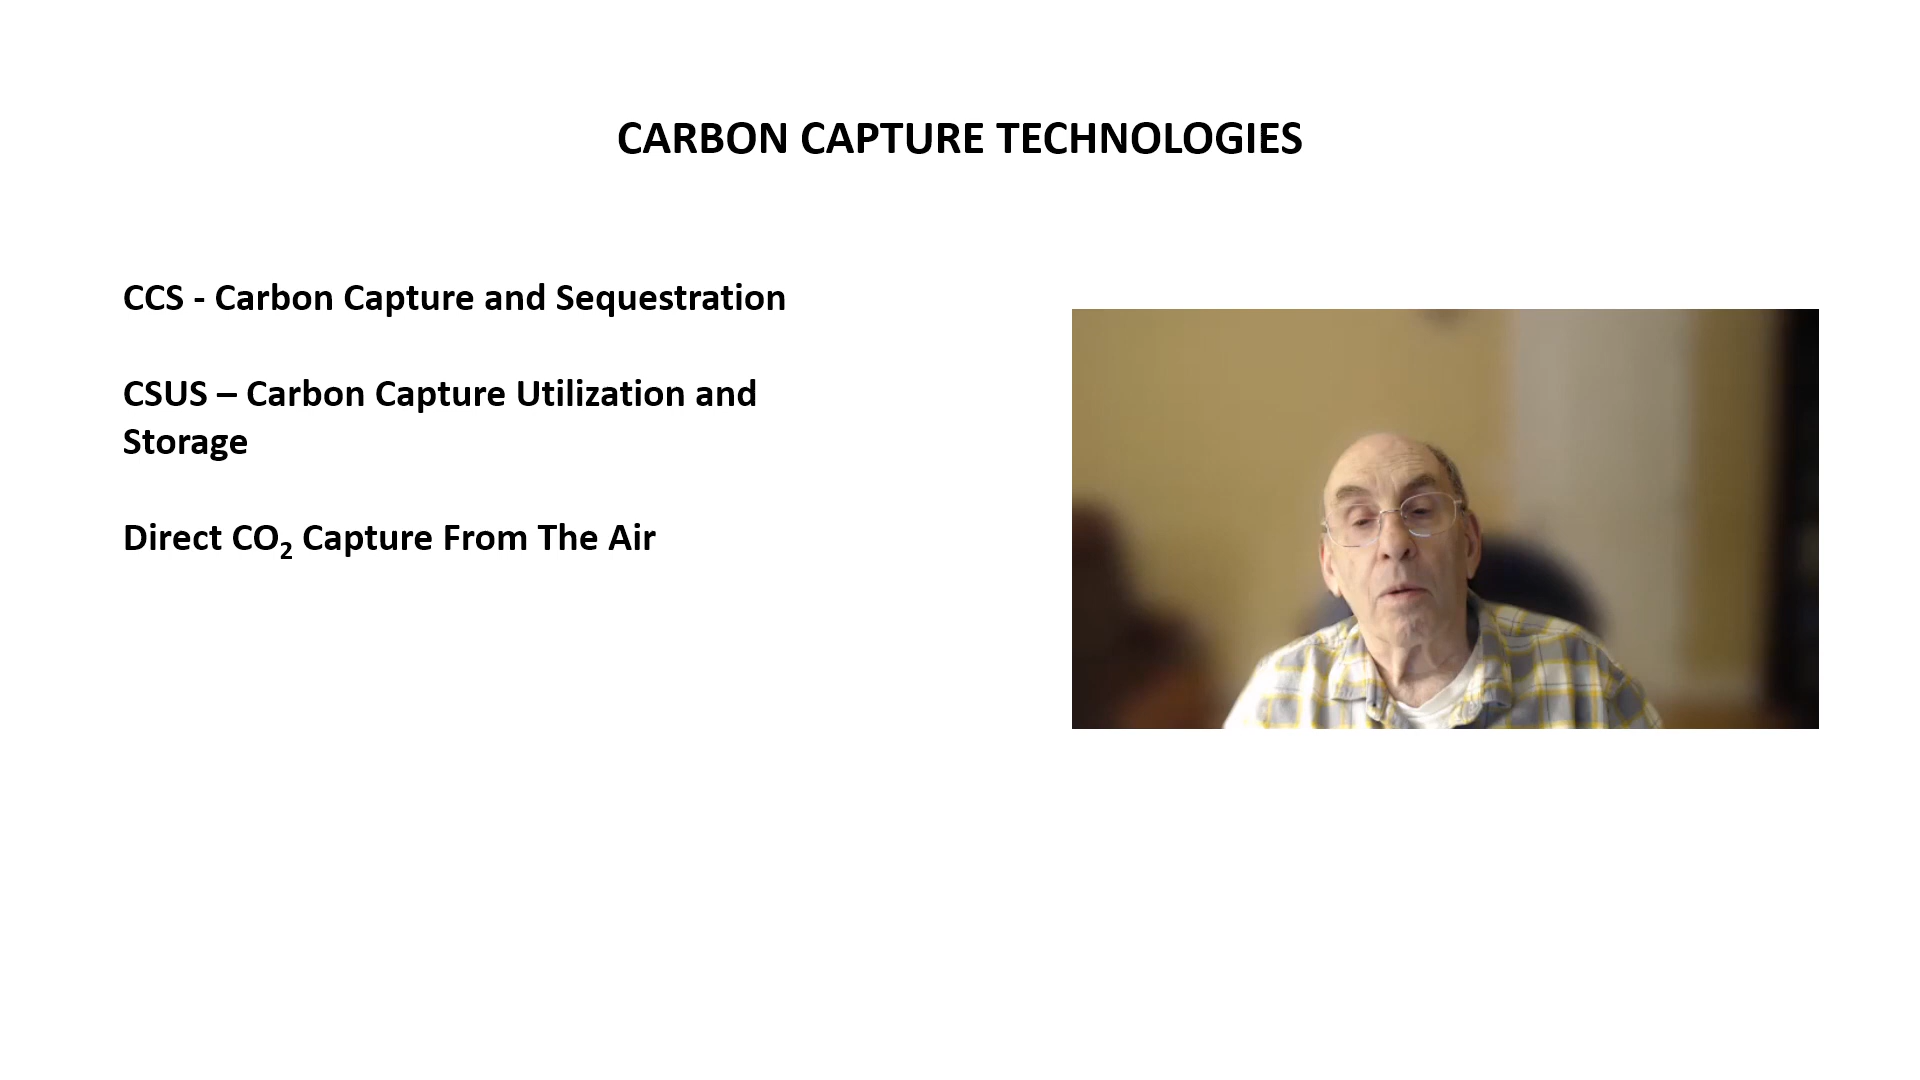 CARBON CAPTURE TECHNOLOGIES
CCS - Carbon Capture and Sequestration
CSUS – Carbon Capture Utilization and
Storage
Direct CO₂ Capture From The Air